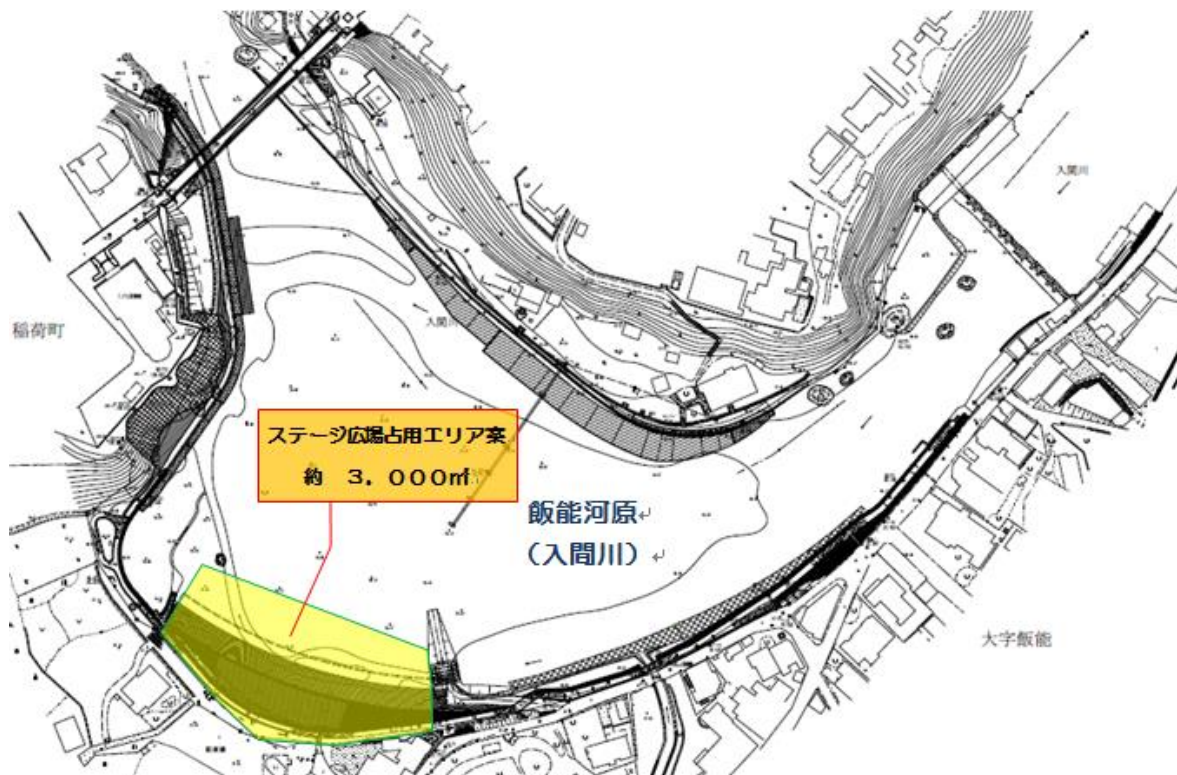 入間川
稲荷町
入間川
ステージ広場占用エリア案
約 3.000㎡
飯能河原↵
(入間川)↵
大字飯能